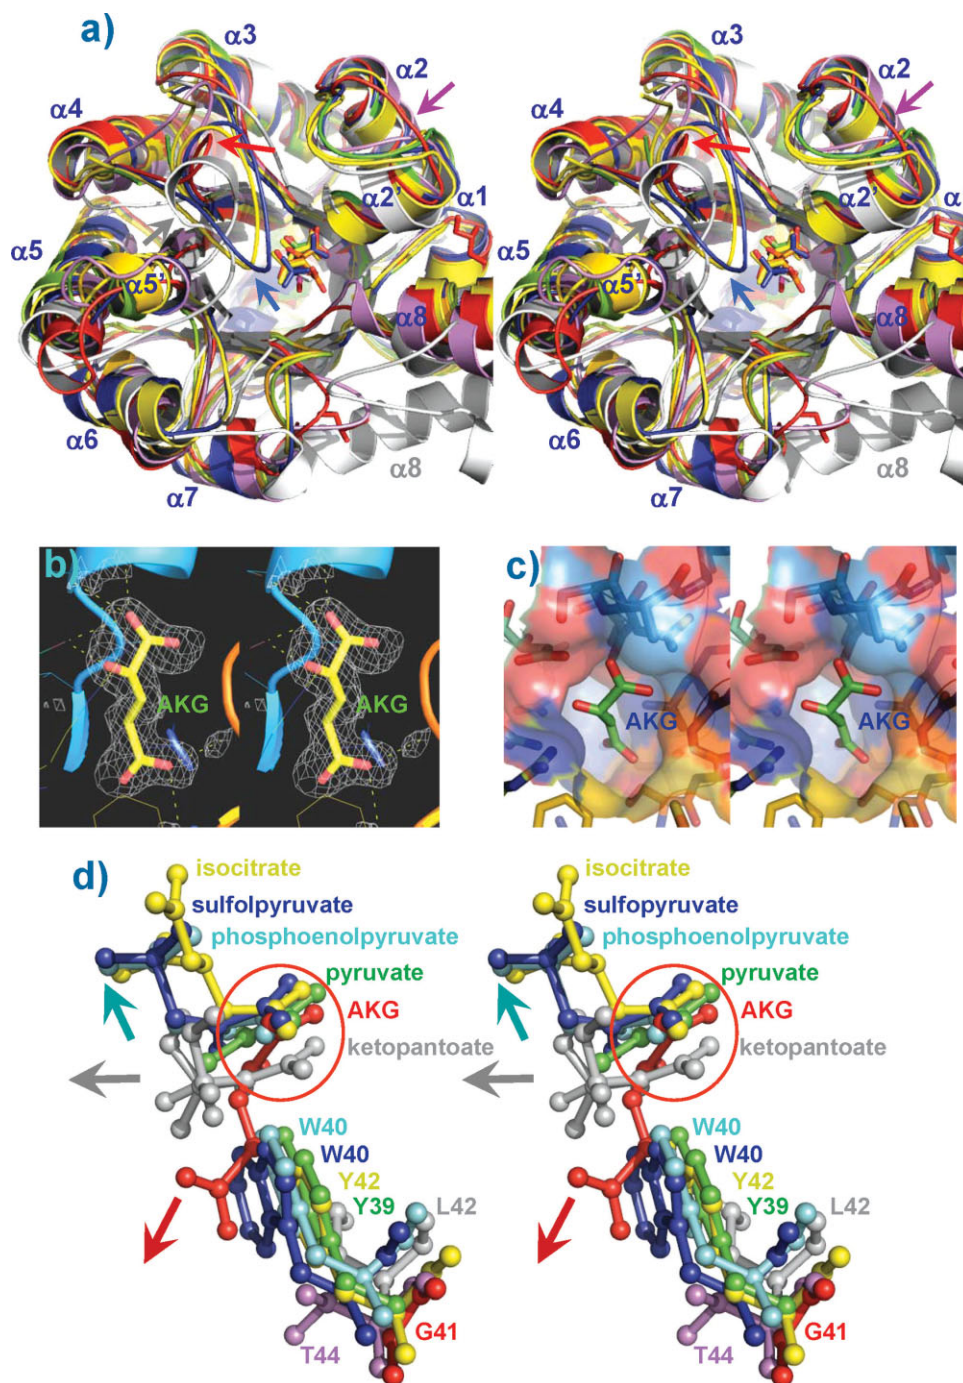 a)
α3
α3
α2
α2
α4
α4
α2'
α1
α2'
α
α5
α5
α5'
α5'
α8
α8
α6
α6
α8
α8
α7
α7
b)
c)
AKG
AKG
AKG
AKG
d)
isocitrate
isocitrate
sulfolpyruvate
sulfopyruvate
phosphoenolpyruvate
phosphoenolpyruvate
pyruvate
pyruvate
AKG
AKG
ketopantoate
ketopantoate
W40
W40
W40
W40
Y42
Y42
Y39
L42
Y39
L42
G41
G41
T44
T44